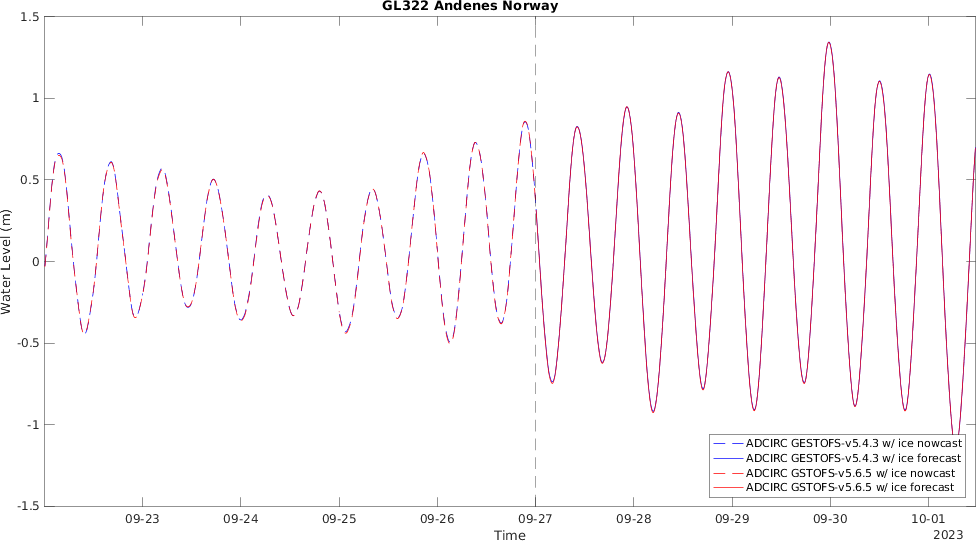 GL322 Andenes Norway
1.5
1
0.5
0
-0.5
-1
-1.5
Water Level (m)
ADCIRC GESTOFS-v5.4.3 w/ ice nowcast
ADCIRC GESTOFS-v5.4.3 w/ ice forecast
ADCIRC GSTOFS-v5.6.5 w/ ice nowcast
ADCIRC GSTOFS-v5.6.5 w/ ice forecast
09-23 09-24 09-25 09-26 09-27 09-28 09-29 09-30 10-01
Time
2023